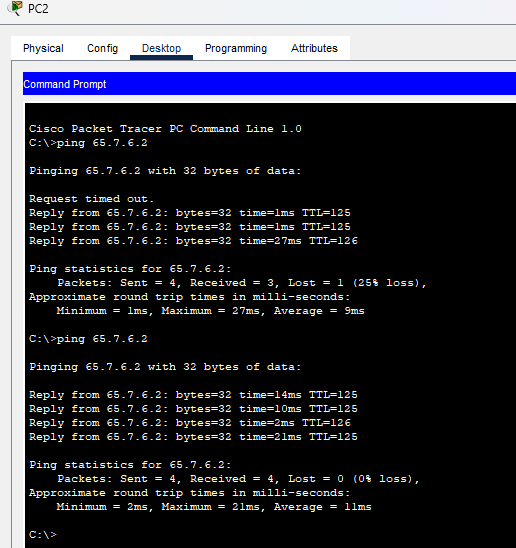 PC2
Physical Config Desktop Programming Attributes
Command Prompt
Cisco Packet Tracer PC Command Line 1.0
C:\>ping 65.7.6.2
Pinging 65.7.6.2 with 32 bytes of data:
Request timed out.
Reply from 65.7.6.2: bytes=32 time=1ms TTL=125
Reply from 65.7.6.2: bytes=32 time=1ms TTL=125
Reply from 65.7.6.2: bytes=32 time=27ms TTL=126
Ping statistics for 65.7.6.2:
Packets: Sent = 4, Received = 3, Lost = 1 (25% loss),
Approximate round trip times in milli-seconds:
Minimum = 1ms, Maximum = 27ms, Average = 9ms
C:\>ping 65.7.6.2
Pinging 65.7.6.2 with 32 bytes of data:
Reply from 65.7.6.2: bytes=32 time=14ms TTL=125
Reply from 65.7.6.2: bytes=32 time=10ms TTL=125
Reply from 65.7.6.2: bytes=32 time=2ms TTL=126
Reply from 65.7.6.2: bytes=32 time=21ms TTL=125
Ping statistics for 65.7.6.2:
Packets: Sent = 4, Received = 4, Lost = 0 (0% loss),
Approximate round trip times in milli-seconds:
Minimum = 2ms, Maximum = 21ms, Average = 11ms
C:\>